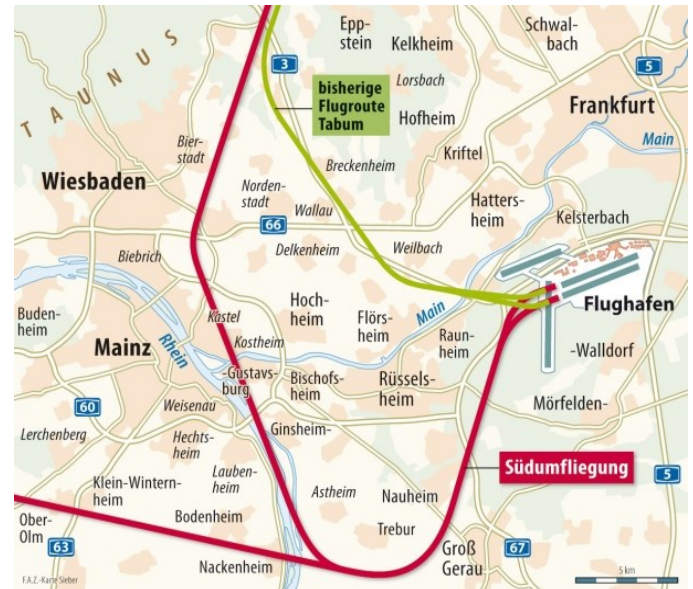 Epp-
stein
Kelkheim
Schwal-
bach
TAUNUS
3
5
bisherige
Flugroute
Tabum
Lorsbach
Hofheim
Frankfurt
Main
Bier-
stadt
Kriftel
Breckenheim
Wiesbaden
Norden-
stadt
Wallau
Hatters-
heim
Kelsterbach
66
Delkenheim
Weilbach
Biebrich
Buden-
heim
Rhein
Kastel
Hoch-
heim
Flörs-
heim
Main
Flughafen
Mainz
Kostheim
Raun-
heim
-Walldorf
-Gustavs-
burg
Bischofs-
heim
Rüssels-
heim
60
Weisenau
Mörfelden-
Lerchenberg
Hechts-
heim
Ginsheim-
Lauben-
heim
Südumfliegung
5
Klein-Wintern-
heim
Astheim
Nauheim
Bodenheim
Trebur
Ober-
Olm
63
Nackenheim
Groß
Gerau
67
F.A.Z.-Karte Sieber
5 km